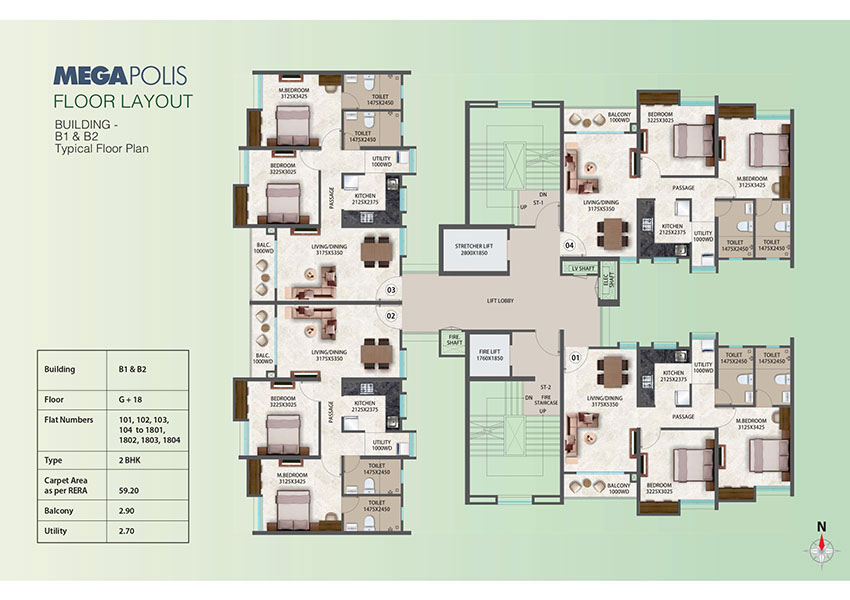 MEGAPOLIS
FLOOR LAYOUT
BUILDING -
B1 & B2
Typical Floor Plan
Building B1 & B2
Floor G + 18
Flat Numbers 101, 102, 103,
104 to 1801,
1802, 1803, 1804
Type 2 BHK
Carpet Area
as per RERA 59.20
Balcony 2.90
Utility 2.70
M.BEDROOM
3125X3425
TOILET
1475X2450
TOILET
1475X2450
BEDROOM
3225X3025
UTILITY
1000WD
PASSAGE
KITCHEN
2125X2375
BALC.
1000WD
LIVING/DINING
3175X5350
03
02
BALC.
1000WD
LIVING/DINING
3175X5350
BEDROOM
3225X3025
PASSAGE
KITCHEN
2125X2375
UTILITY
1000WD
M.BEDROOM
3125X3425
TOILET
1475X2450
TOILET
1475X2450
DN
ST-1
UP
STRETCHER LIFT
2800X1850
LIFT LOBBY
FIRE
SHAFT
FIRE LIFT
1760X1850
ST-2
DN FIRE
STAIRCASE
UP
LV SHAFT
ELEC
SHAFT
BALCONY
1000WD
BEDROOM
3225X3025
M.BEDROOM
3125X3425
PASSAGE
LIVING/DINING
3175X5350
KITCHEN
2125X2375
UTILITY
1000WD
TOILET
1475X2450
TOILET
1475X2450
04
01
LIVING/DINING
3175X5350
KITCHEN
2125X2375
UTILITY
1000WD
TOILET
1475X2450
TOILET
1475X2450
PASSAGE
M.BEDROOM
3125X3425
BALCONY
1000WD
BEDROOM
3225X3025
N